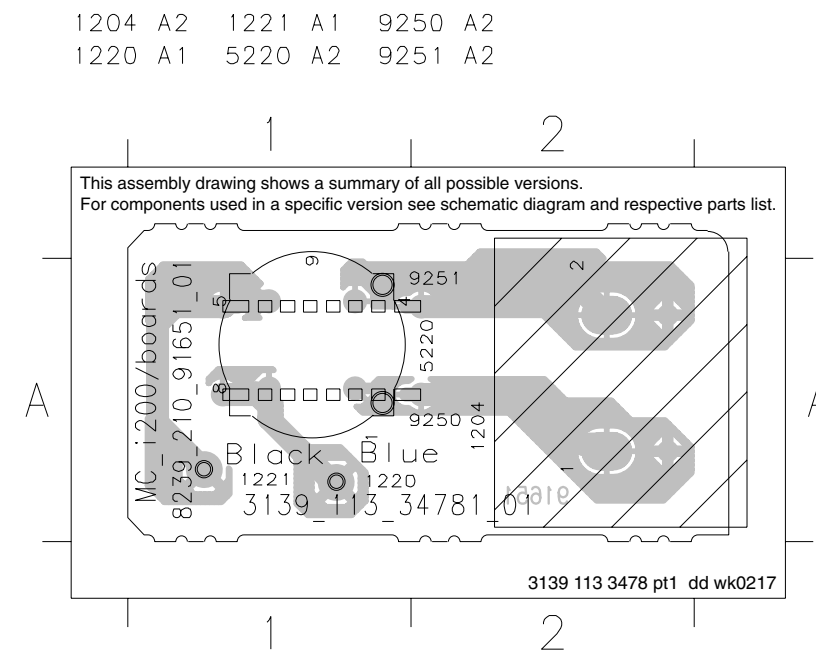 1204 A2 1221 A1 9250 A2
1220 A1 5220 A2 9251 A2
1 2
This assembly drawing shows a summary of all possible versions.
For components used in a specific version see schematic diagram and respective parts list.
MC_i200/boards
8239_210_91651_01
9
2
9251
5
4
5220
A
A
8
9250
1204
1
Black Blue
1
1221
1220
91651
3139_113_34781_01
3139 113 3478 pt1 dd wk0217
1 2